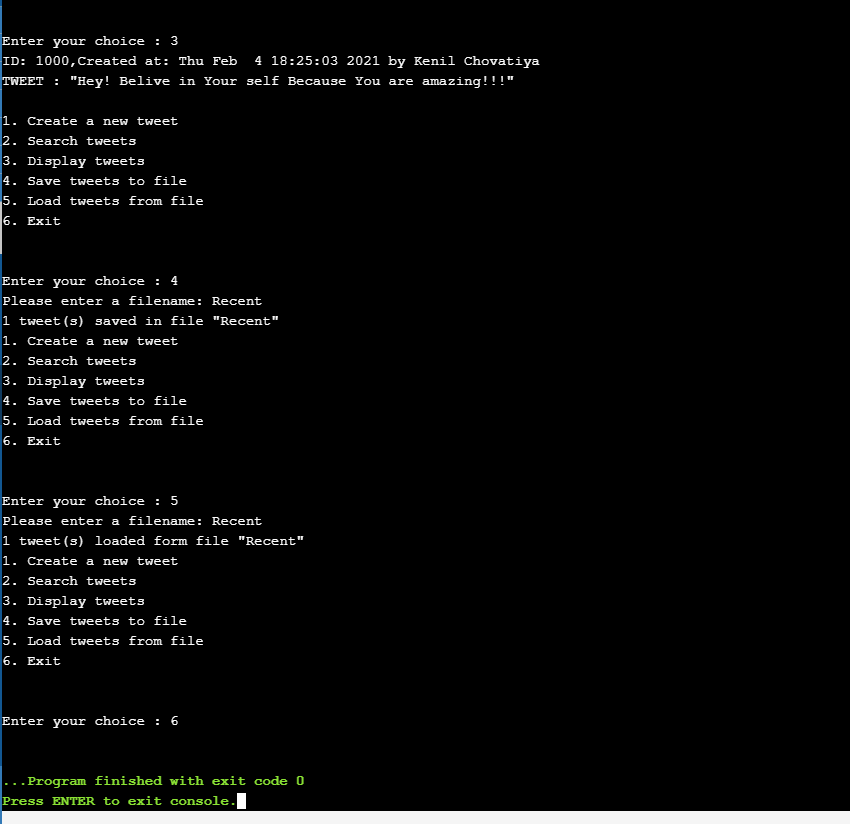 Enter your choice : 3
ID: 1000,Created at: Thu Feb  4 18:25:03 2021 by Kenil Chovatiya
TWEET : "Hey! Belive in Your self Because You are amazing!!!"
1. Create a new tweet
2. Search tweets
3. Display tweets
4. Save tweets to file
5. Load tweets from file
6. Exit
Enter your choice : 4
Please enter a filename: Recent
1 tweet(s) saved in file "Recent"
1. Create a new tweet
2. Search tweets
3. Display tweets
4. Save tweets to file
5. Load tweets from file
6. Exit
Enter your choice : 5
Please enter a filename: Recent
1 tweet(s) loaded form file "Recent"
1. Create a new tweet
2. Search tweets
3. Display tweets
4. Save tweets to file
5. Load tweets from file
6. Exit
Enter your choice : 6
...Program finished with exit code 0
Press ENTER to exit console.